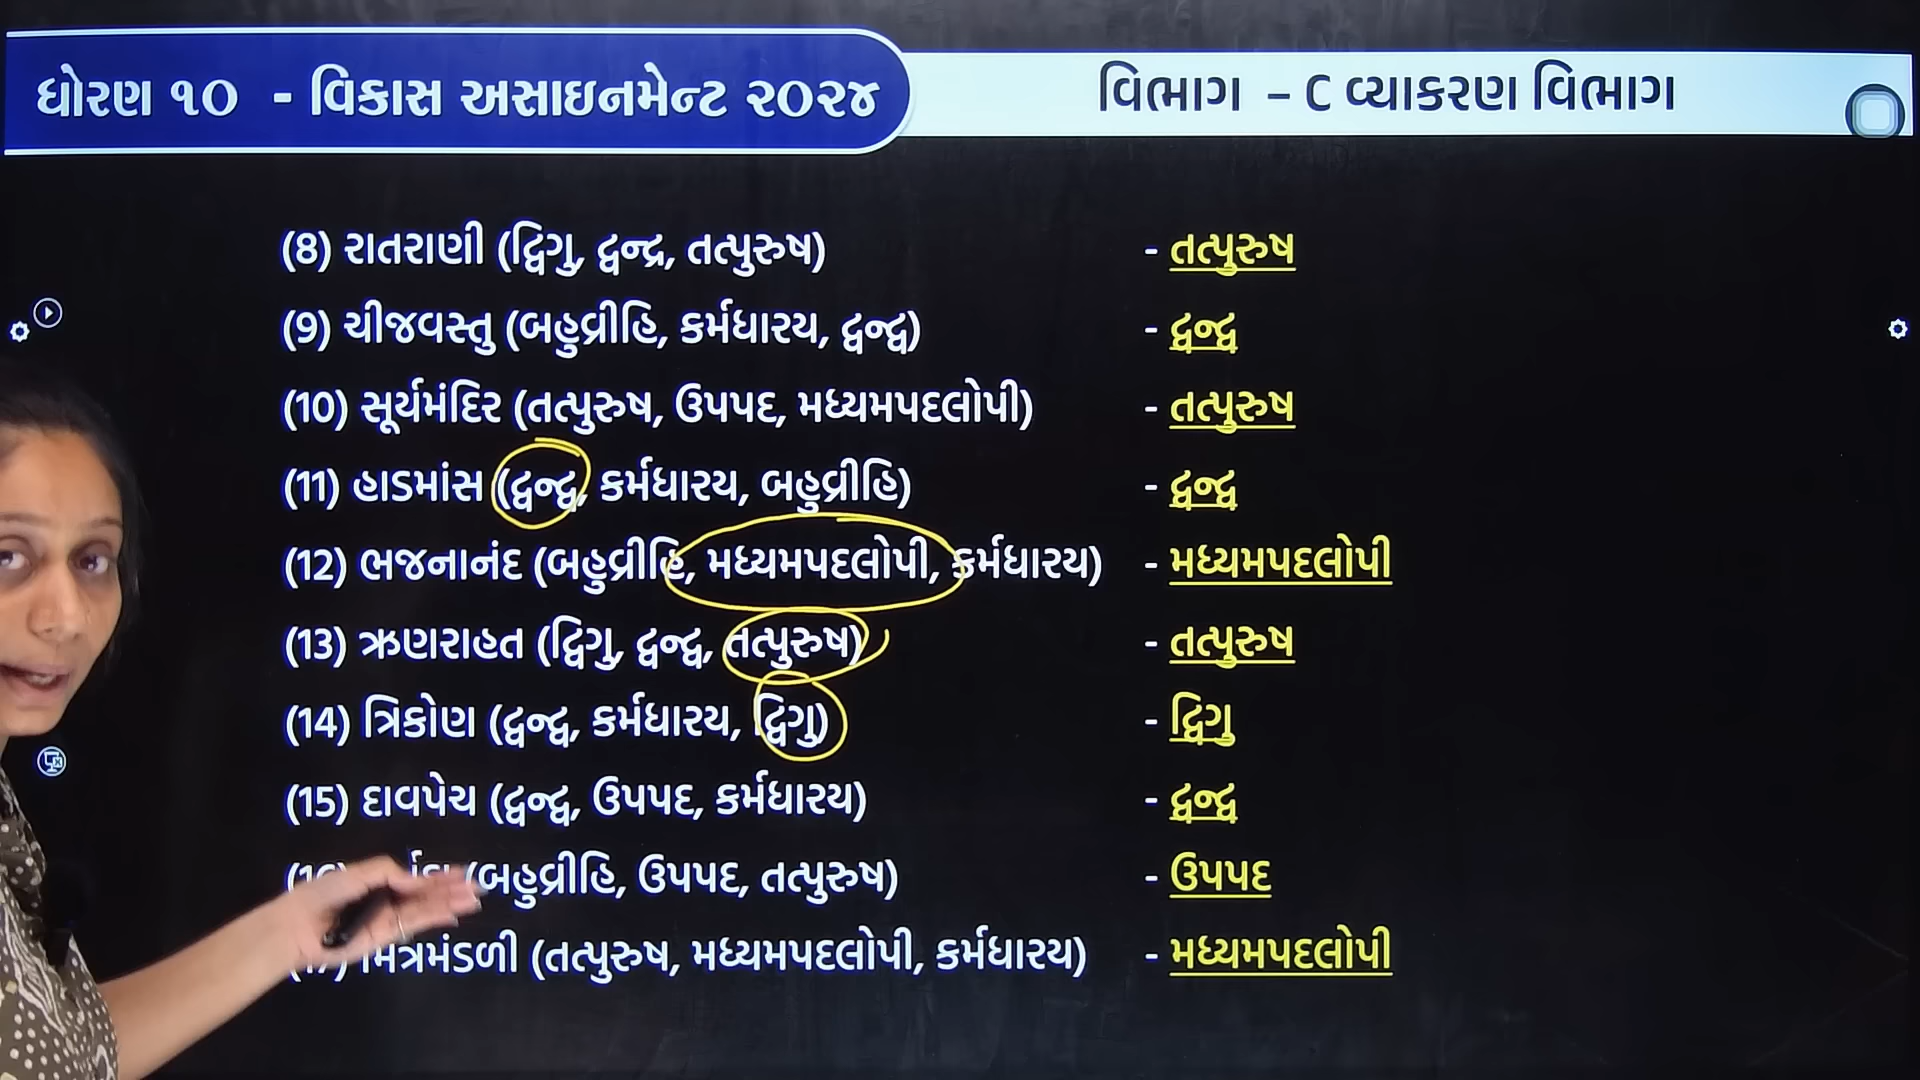 ધોરણ ૧૦ - વિકાસ અસાઇનમેન્ટ ૨૦૨૪
વિભાગ – C વ્યાકરણ વિભાગ
(8) રાતરાણી (દ્વિગુ, દ્વન્દ્ર, તત્પુરુષ) - તત્પુરુષ
(9) ચીજવસ્તુ (બહુવ્રીહિ, કર્મધારય, દ્વન્દ્વ) - દ્વન્દ્વ
(10) સૂર્યમંદિર (તત્પુરુષ, ઉપપદ, મધ્યમપદલોપી) - તત્પુરુષ
(11) હાડમાંસ (દ્વન્દ્વ, કર્મધારય, બહુવ્રીહિ) - દ્વન્દ્વ
(12) ભજનાનંદ (બહુવ્રીહિ, મધ્યમપદલોપી, કર્મધારય) - મધ્યમપદલોપી
(13) ઋણરાહત (દ્વિગુ, દ્વન્દ્વ, તત્પુરુષ) - તત્પુરુષ
(14) ત્રિકોણ (દ્વન્દ્વ, કર્મધારય, દ્વિગુ) - દ્વિગુ
(15) દાવપેચ (દ્વન્દ્વ, ઉપપદ, કર્મધારય) - દ્વન્દ્વ
(બહુવ્રીહિ, ઉપપદ, તત્પુરુષ) - ઉપપદ
મિત્રમંડળી (તત્પુરુષ, મધ્યમપદલોપી, કર્મધારય) - મધ્યમપદલોપી